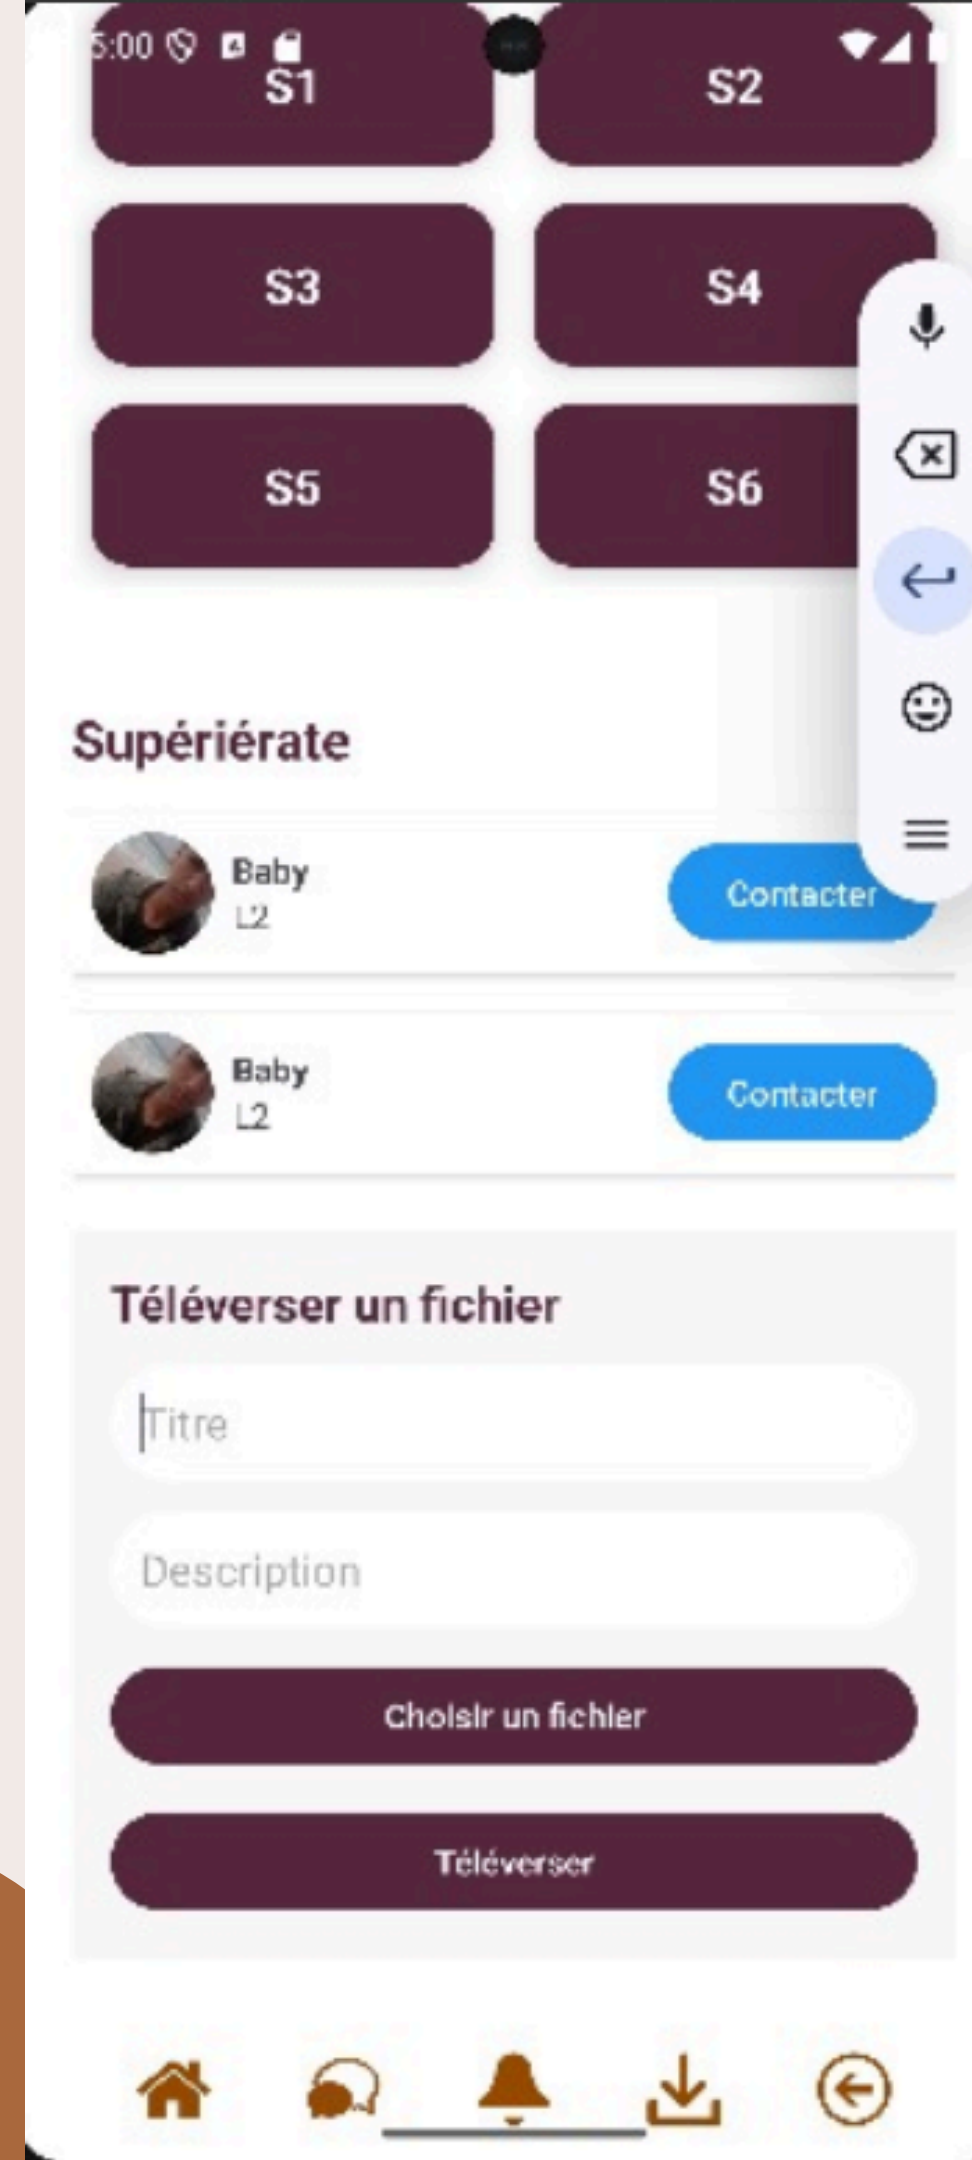 5:00
S1 S2
S3 S4
S5 S6
Supériérate
Baby
L2
Contacter
Baby
L2
Contacter
Téléverser un fichier
Titre
Description
Choisir un fichier
Téléverser